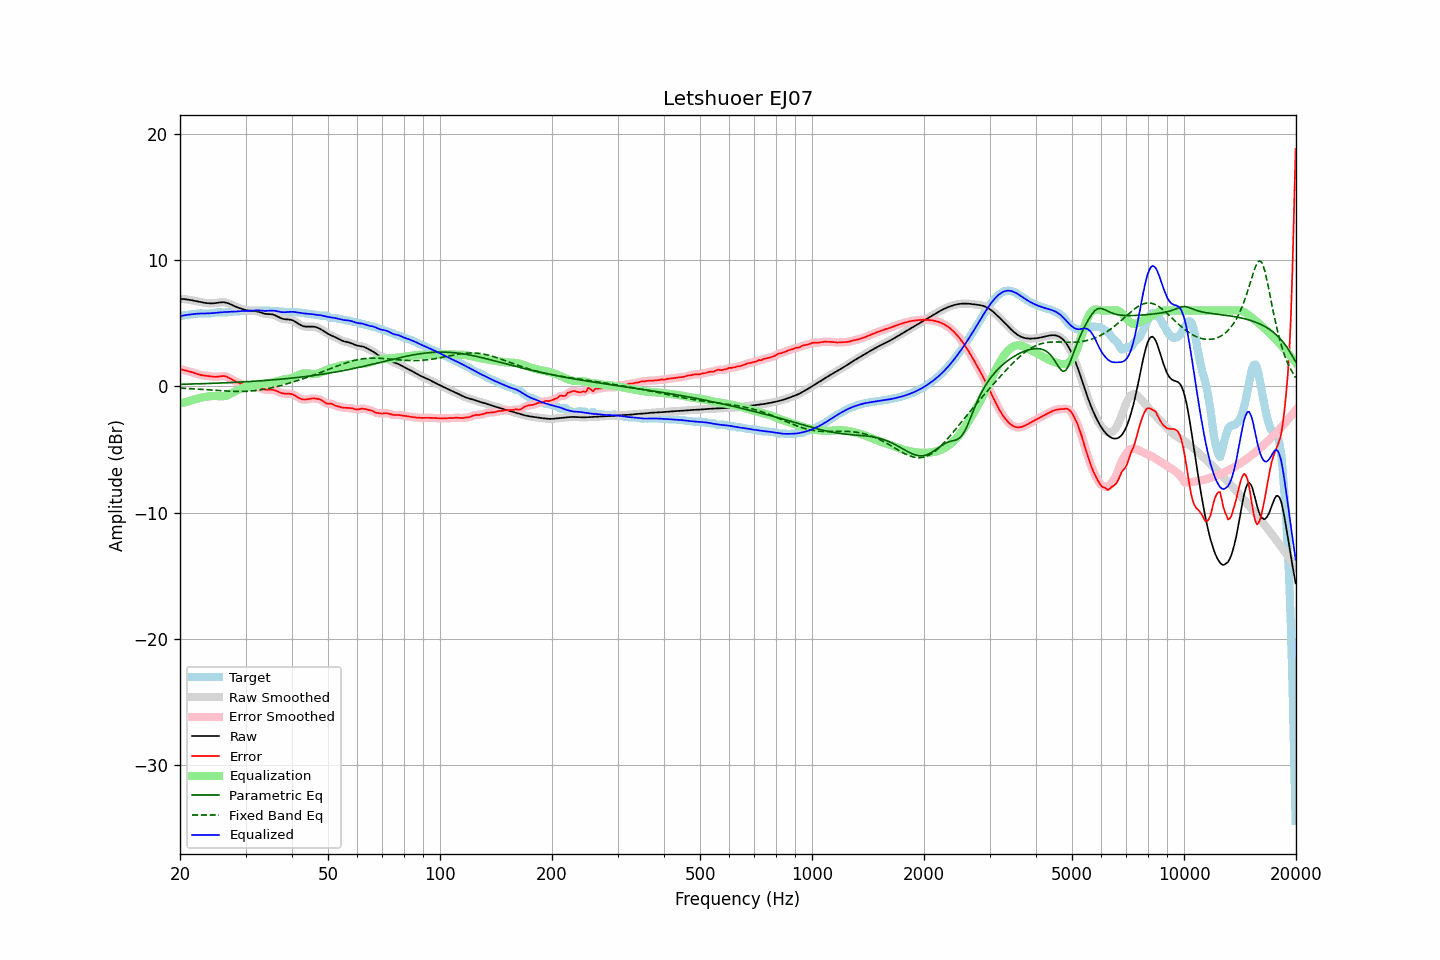 Letshuoer EJ07
20
10
0
−10
−20
−30
Amplitude (dBr)
Target
Raw Smoothed
Error Smoothed
Raw
Error
Equalization
Parametric Eq
Fixed Band Eq
Equalized
20 50 100 200 500 1000 2000 5000 10000 20000
Frequency (Hz)